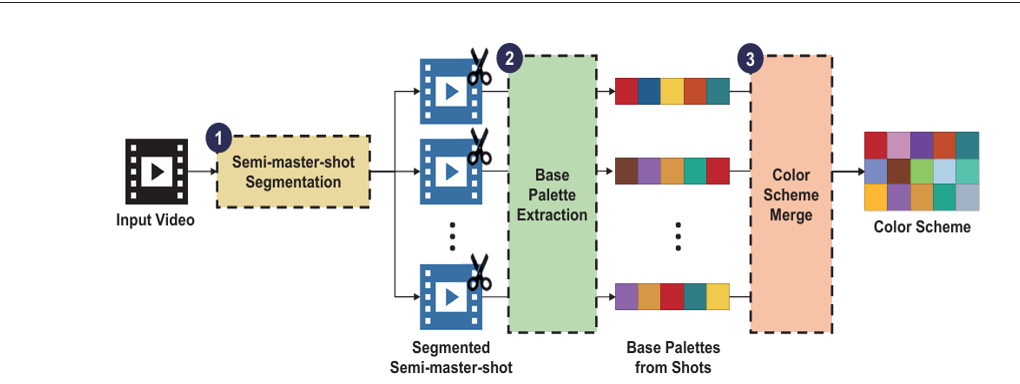 1
Semi-master-shot
Segmentation
Input Video
2
Base
Palette
Extraction
3
Color
Scheme
Merge
Color Scheme
Segmented
Semi-master-shot
Base Palettes
from Shots